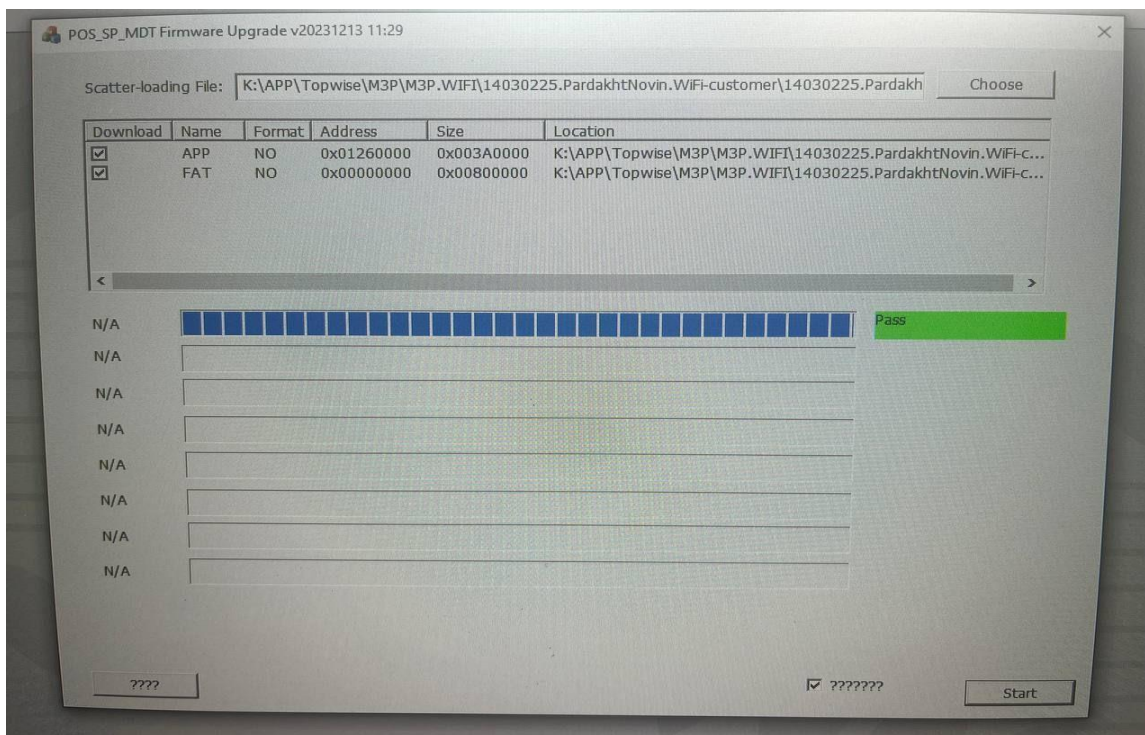 POS_SP_MDT Firmware Upgrade v20231213 11:29
Scatter-loading File: K:\APP\Topwise\M3P\M3P.WIFI\14030225.PardakhtNovin.WiFi-customer\14030225.Pardakh Choose
Download Name Format Address Size Location
APP NO 0x01260000 0x003A0000 K:\APP\Topwise\M3P\M3P.WIFI\14030225.PardakhtNovin.WiFi-c...
FAT NO 0x00000000 0x00800000 K:\APP\Topwise\M3P\M3P.WIFI\14030225.PardakhtNovin.WiFi-c...
N/A Pass
N/A
N/A
N/A
N/A
N/A
N/A
N/A
???? ??????? Start